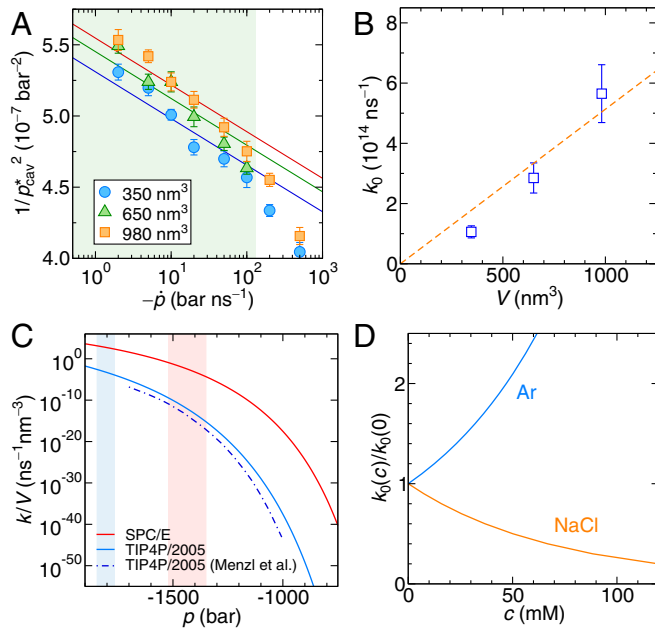 A
1/p*cav² (10⁻⁷ bar⁻²)
5.5
5.0
4.5
4.0
350 nm³
650 nm³
980 nm³
10⁰ 10¹ 10² 10³
−ṗ (bar ns⁻¹)
B
k₀ (10¹⁴ ns⁻¹)
8
6
4
2
0
0 500 1000
V (nm³)
C
k/V (ns⁻¹nm⁻³)
10⁰
10⁻¹⁰
10⁻²⁰
10⁻³⁰
10⁻⁴⁰
10⁻⁵⁰
SPC/E
TIP4P/2005
TIP4P/2005 (Menzl et al.)
-1500 -1000
p (bar)
D
k₀(c)/k₀(0)
2
1
0
Ar
NaCl
0 50 100
c (mM)